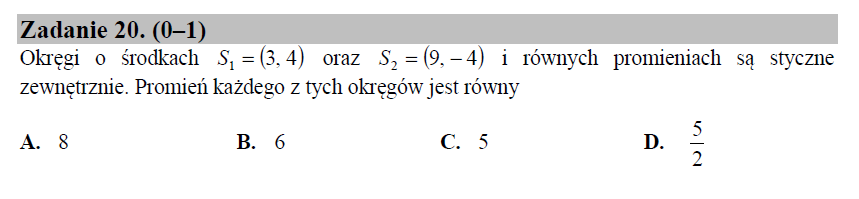 Zadanie 20. (0–1)
Okręgi o środkach S₁ = (3, 4) oraz S₂ = (9, – 4) i równych promieniach są styczne
zewnętrznie. Promień każdego z tych okręgów jest równy
A. 8 B. 6 C. 5 D. 5/2